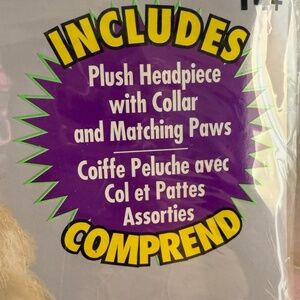 INCLUDES
Plush Headpiece
with Collar
and Matching Paws
Coiffe Peluche avec
Col et Pattes
Assorties
COMPREND